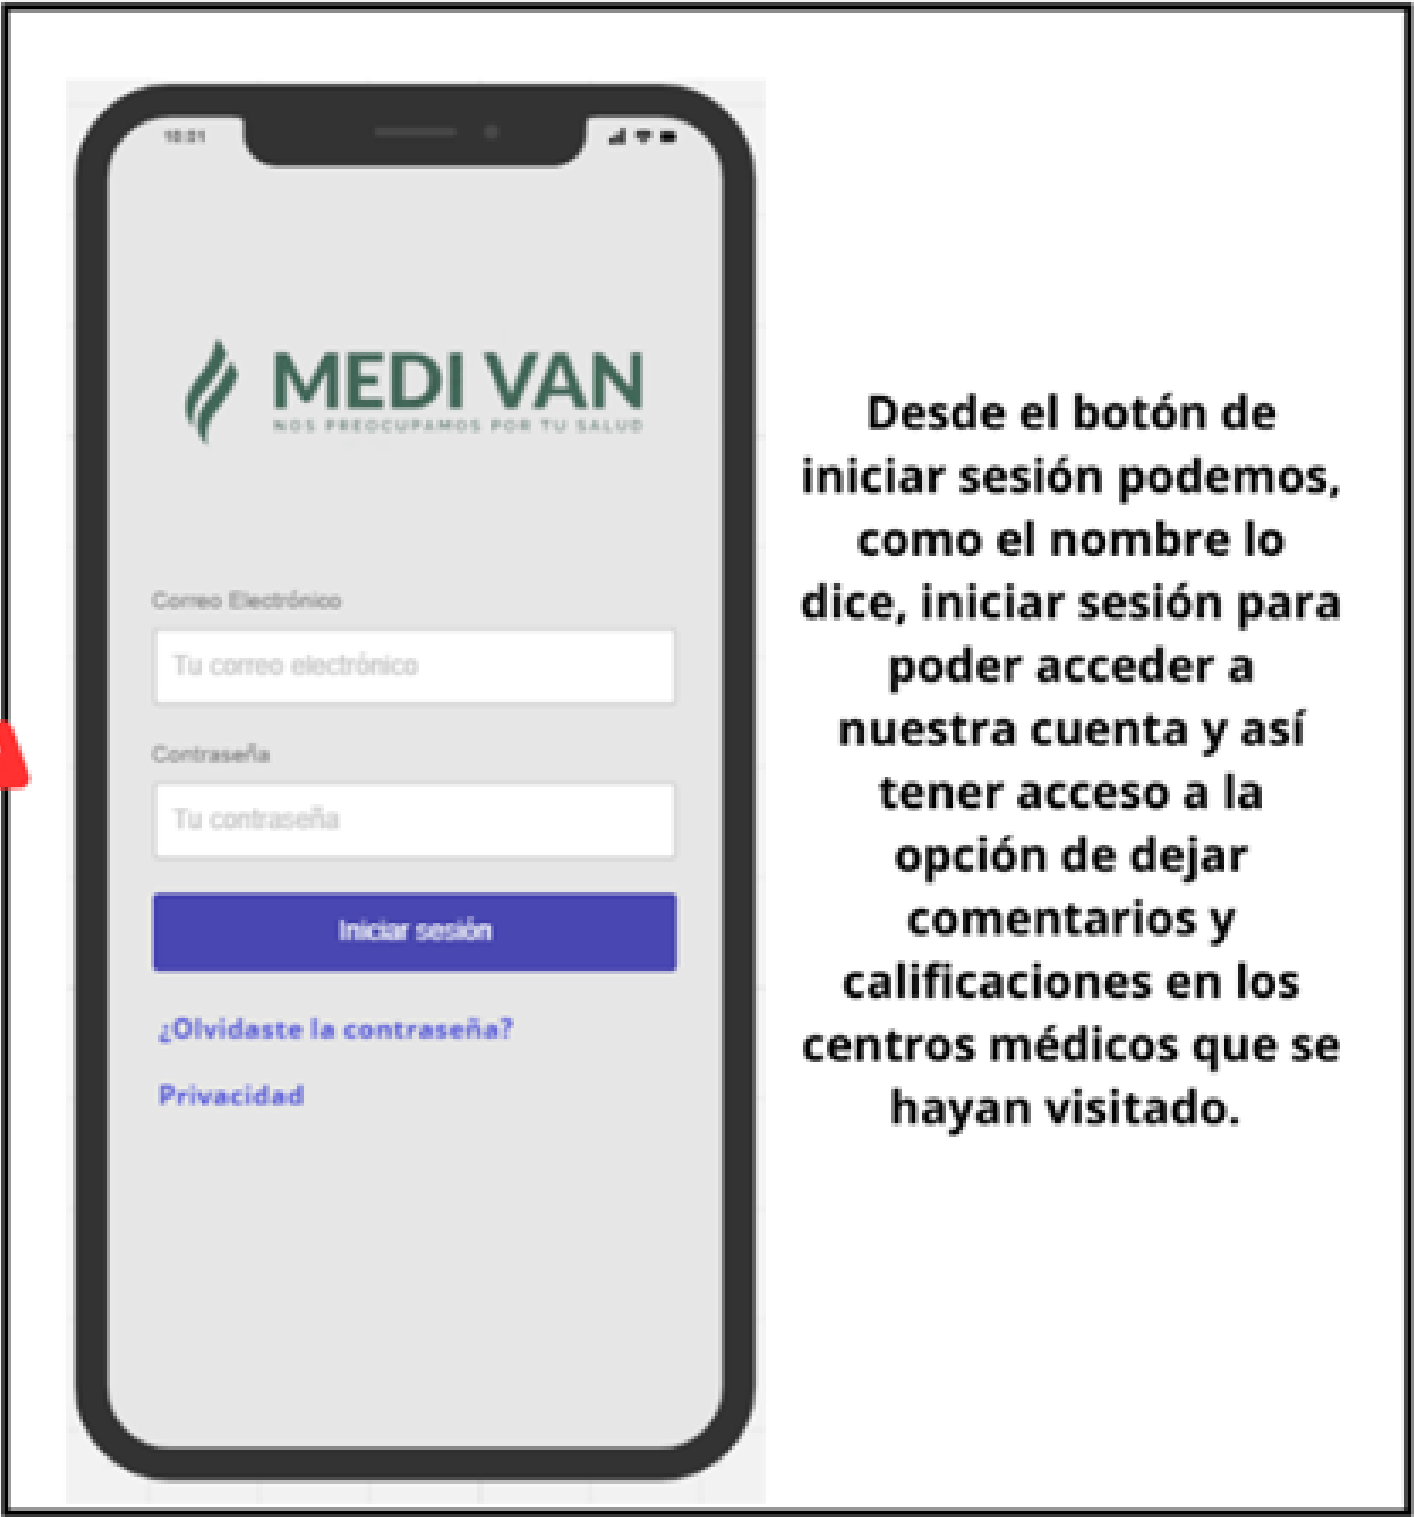 10:01
MEDI VAN
NOS PREOCUPAMOS POR TU SALUD
Correo Electrónico
Tu correo electrónico
Contraseña
Tu contraseña
Iniciar sesión
¿Olvidaste la contraseña?
Privacidad
Desde el botón de
iniciar sesión podemos,
como el nombre lo
dice, iniciar sesión para
poder acceder a
nuestra cuenta y así
tener acceso a la
opción de dejar
comentarios y
calificaciones en los
centros médicos que se
hayan visitado.